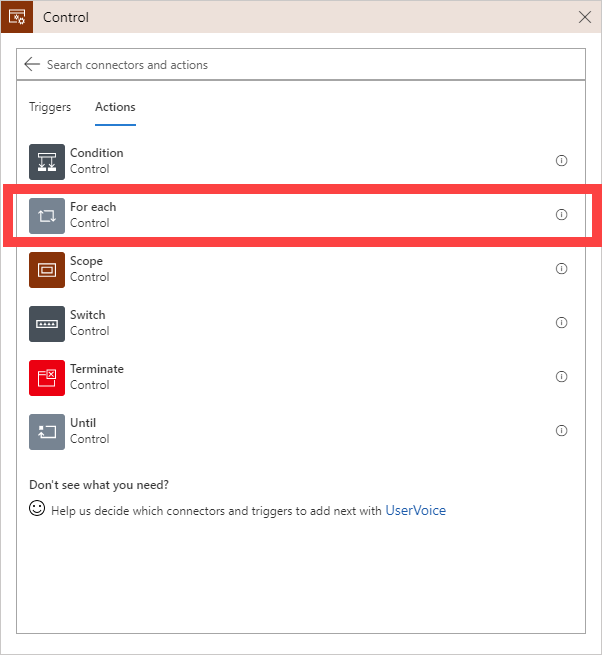 Control
Search connectors and actions
Triggers Actions
Condition
Control
For each
Control
Scope
Control
Switch
Control
Terminate
Control
Until
Control
Don't see what you need?
Help us decide which connectors and triggers to add next with UserVoice